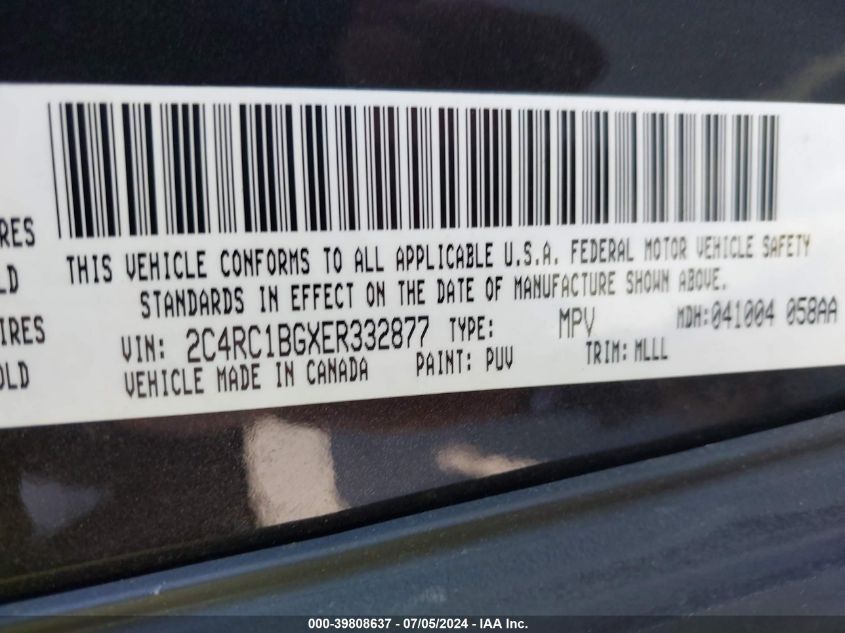 RES
LD
IRES
OLD
THIS VEHICLE CONFORMS TO ALL APPLICABLE U.S.A. FEDERAL MOTOR VEHICLE SAFETY
STANDARDS IN EFFECT ON THE DATE OF MANUFACTURE SHOWN ABOVE.
VIN: 2C4RC1BGXER332877 TYPE: MPV MDH:041004 058AA
VEHICLE MADE IN CANADA PAINT: PUV TRIM: MLLL
000-39808637 - 07/05/2024 - IAA Inc.